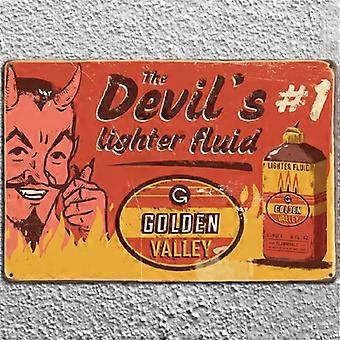 The
Devil's #1
lighter fluid
G
GOLDEN
VALLEY
LIGHTER FLUID
G
GOLDEN
VALLEY